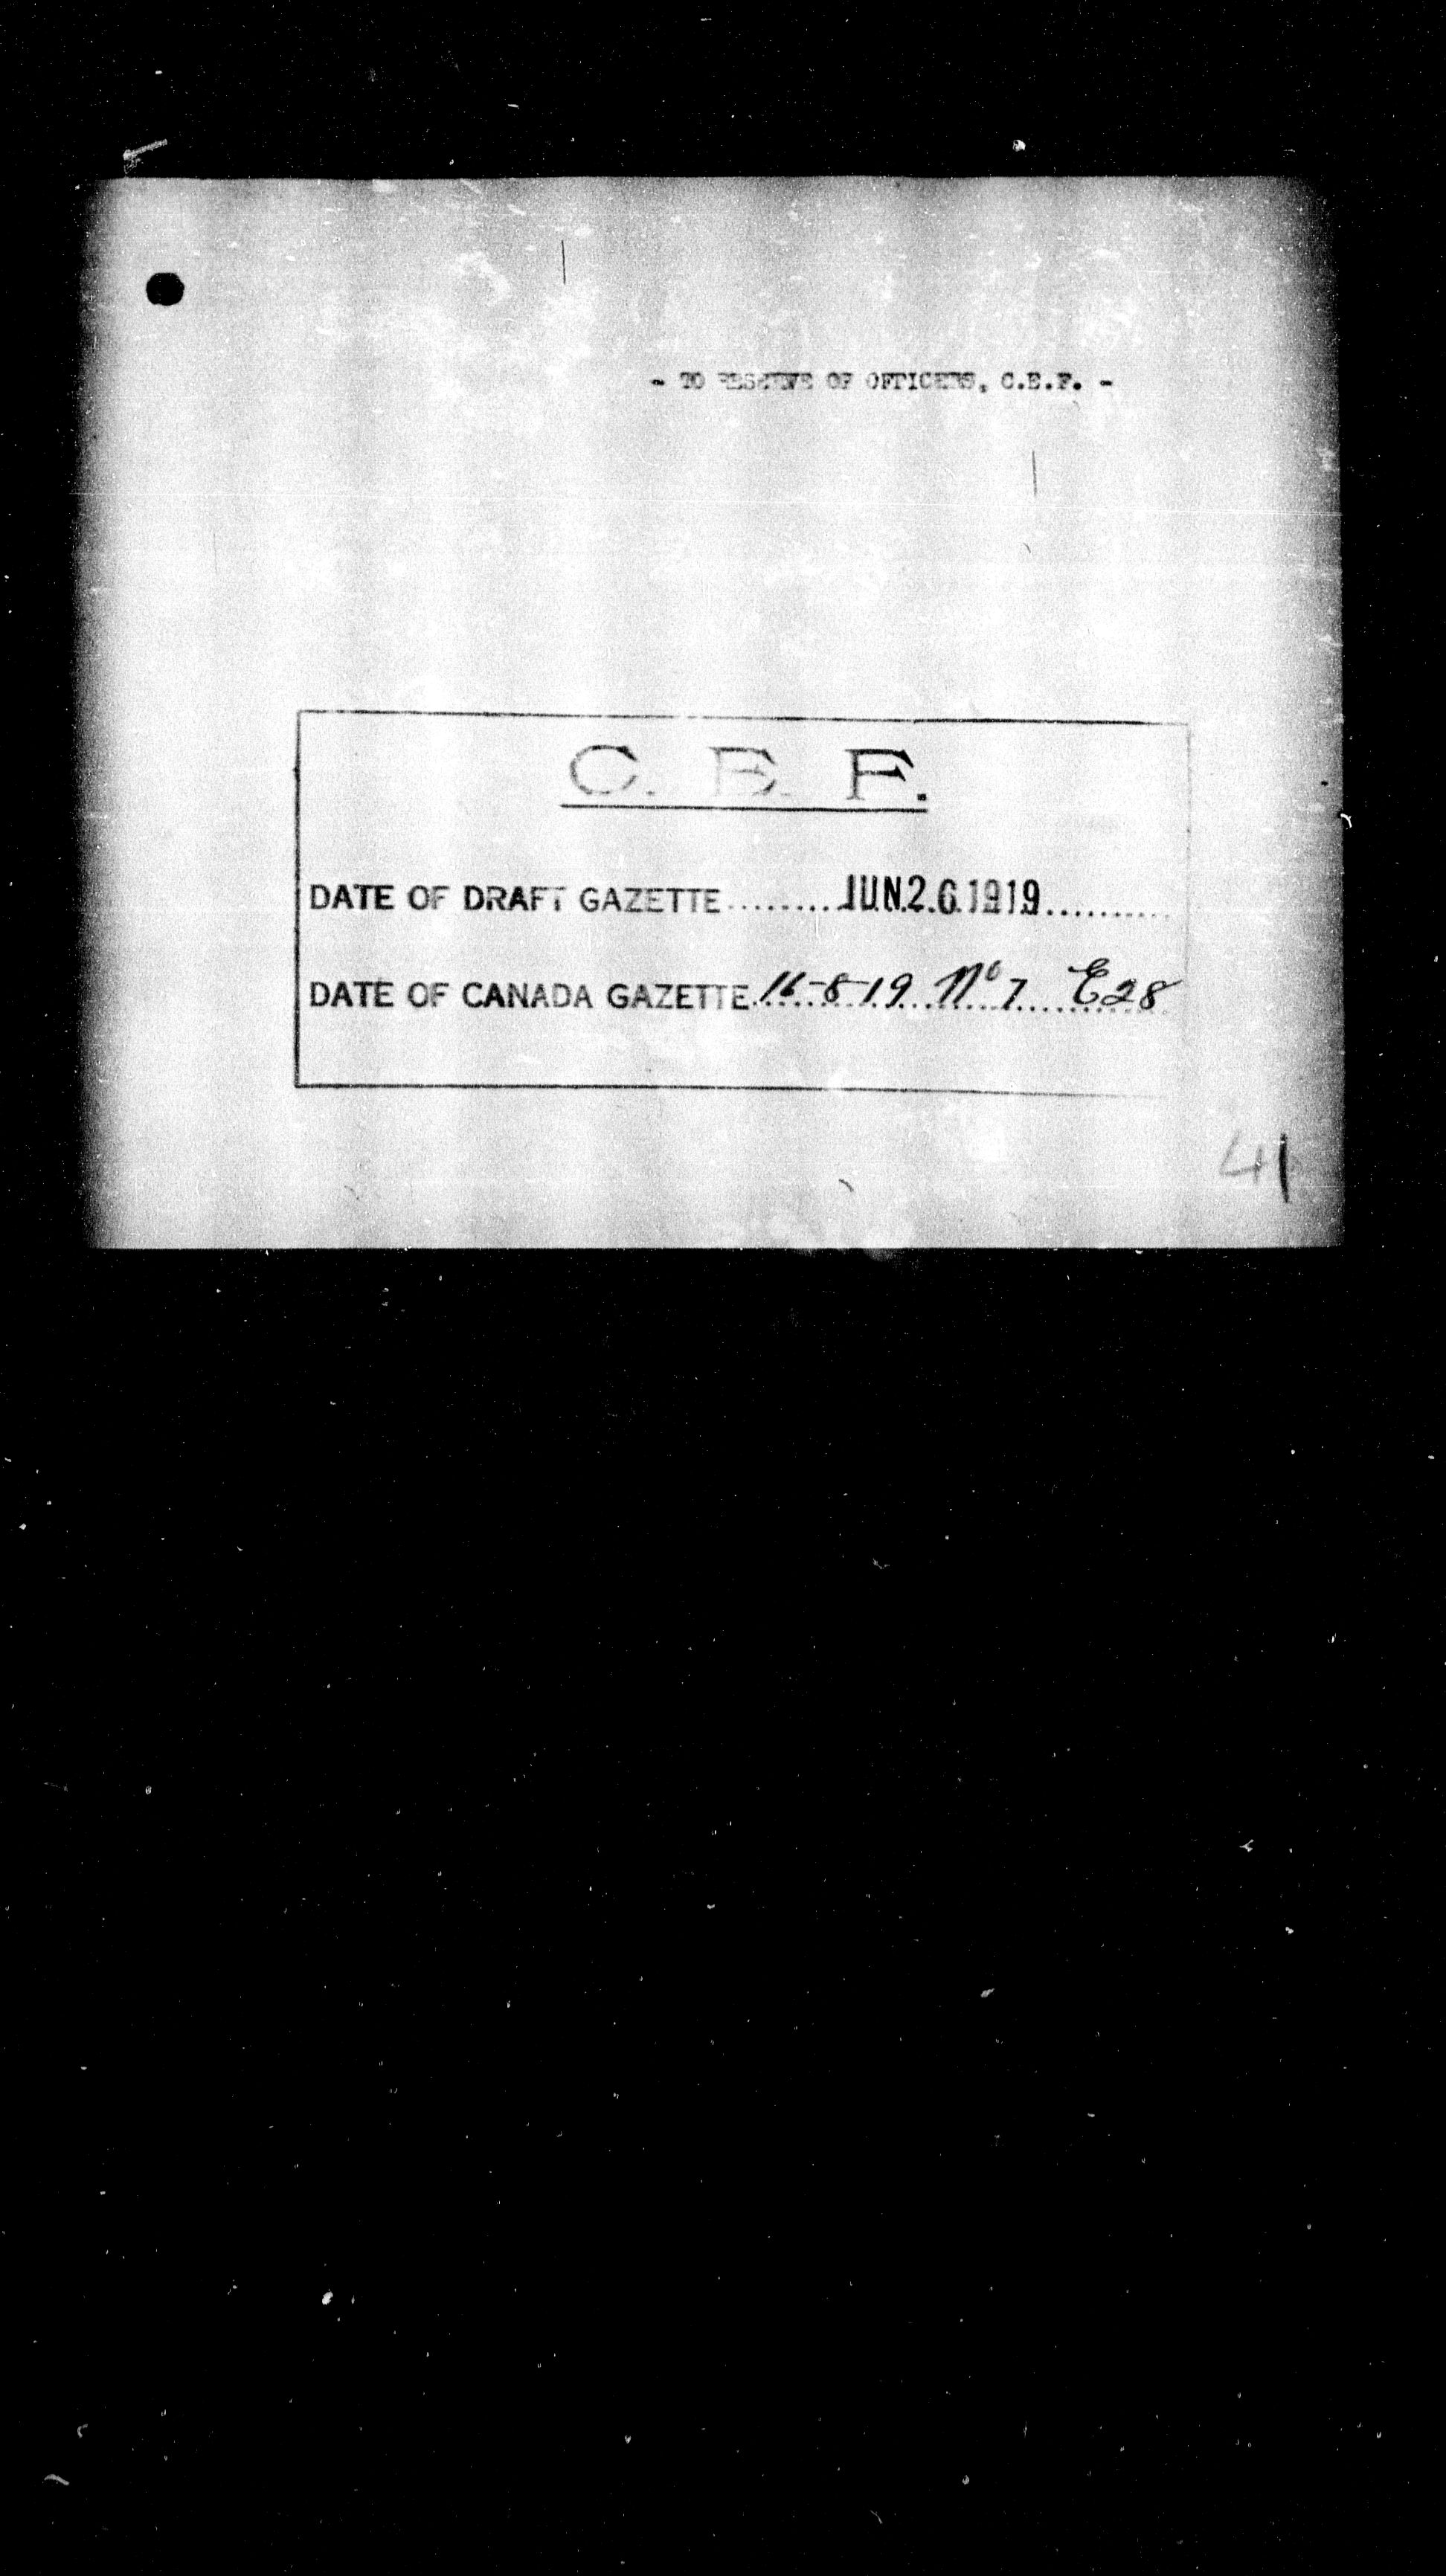 - TO RESERVE OF OFFICERS, C.E.F. -
C. E. F.
DATE OF DRAFT GAZETTE.........JUN.26.1919..........
DATE OF CANADA GAZETTE.16-8-19 Nº 7 E28
41